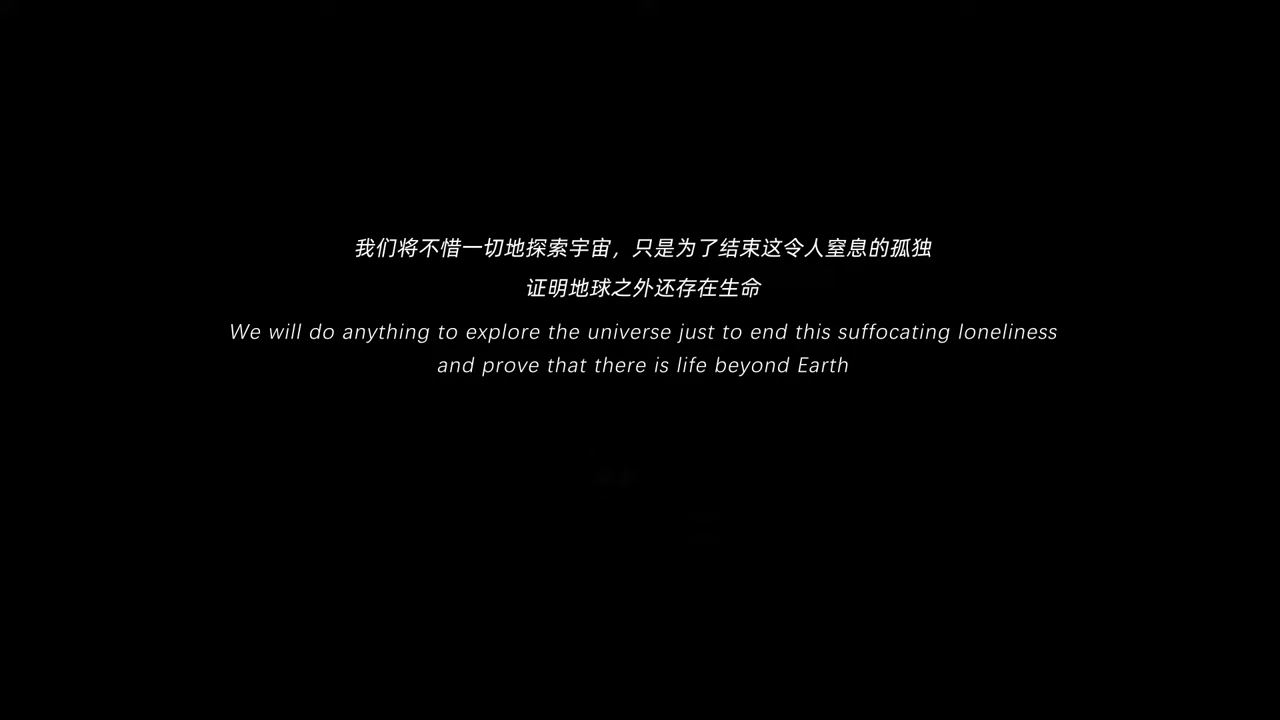 我们将不惜一切地探索宇宙，只是为了结束这令人窒息的孤独
证明地球之外还存在生命
We will do anything to explore the universe just to end this suffocating loneliness
and prove that there is life beyond Earth